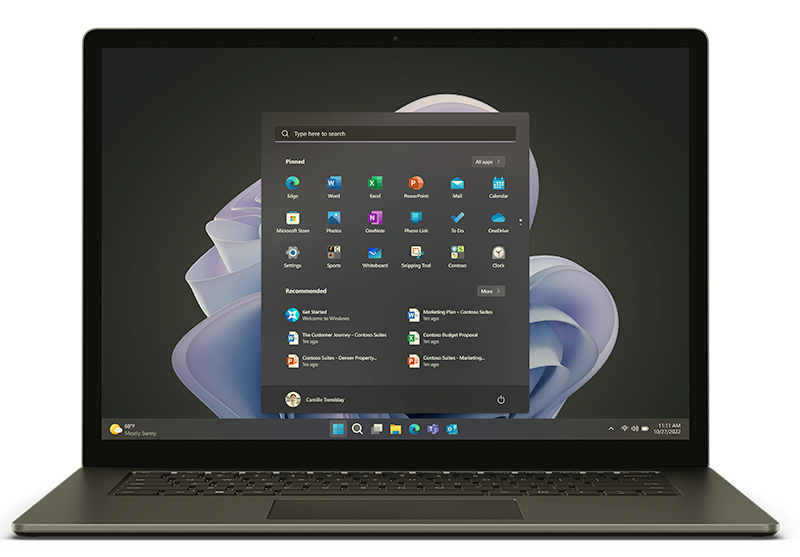 Type here to search
Pinned
All apps >
Edge
Word
Excel
PowerPoint
Mail
Calendar
Microsoft Store
Photos
OneNote
Phone Link
To Do
OneDrive
Settings
Sports
Whiteboard
Snipping Tool
Contoso
Clock
Recommended
More >
Get Started
Welcome to Windows
Marketing Plan - Contoso Suites
1m ago
The Customer Journey - Contoso Suites
1m ago
Contoso Budget Proposal
1m ago
Contoso Suites - Denver Property...
1m ago
Contoso Suites - Marketing...
1m ago
Camille Tremblay
Mostly Sunny
11:11 AM
10/27/2022